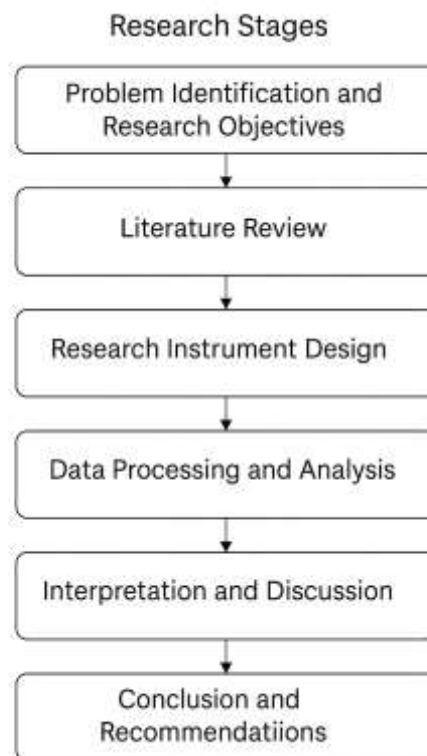 Research Stages
Problem Identification and
Research Objectives
Literature Review
Research Instrument Design
Data Processing and Analysis
Interpretation and Discussion
Conclusion and
Recommendatiions